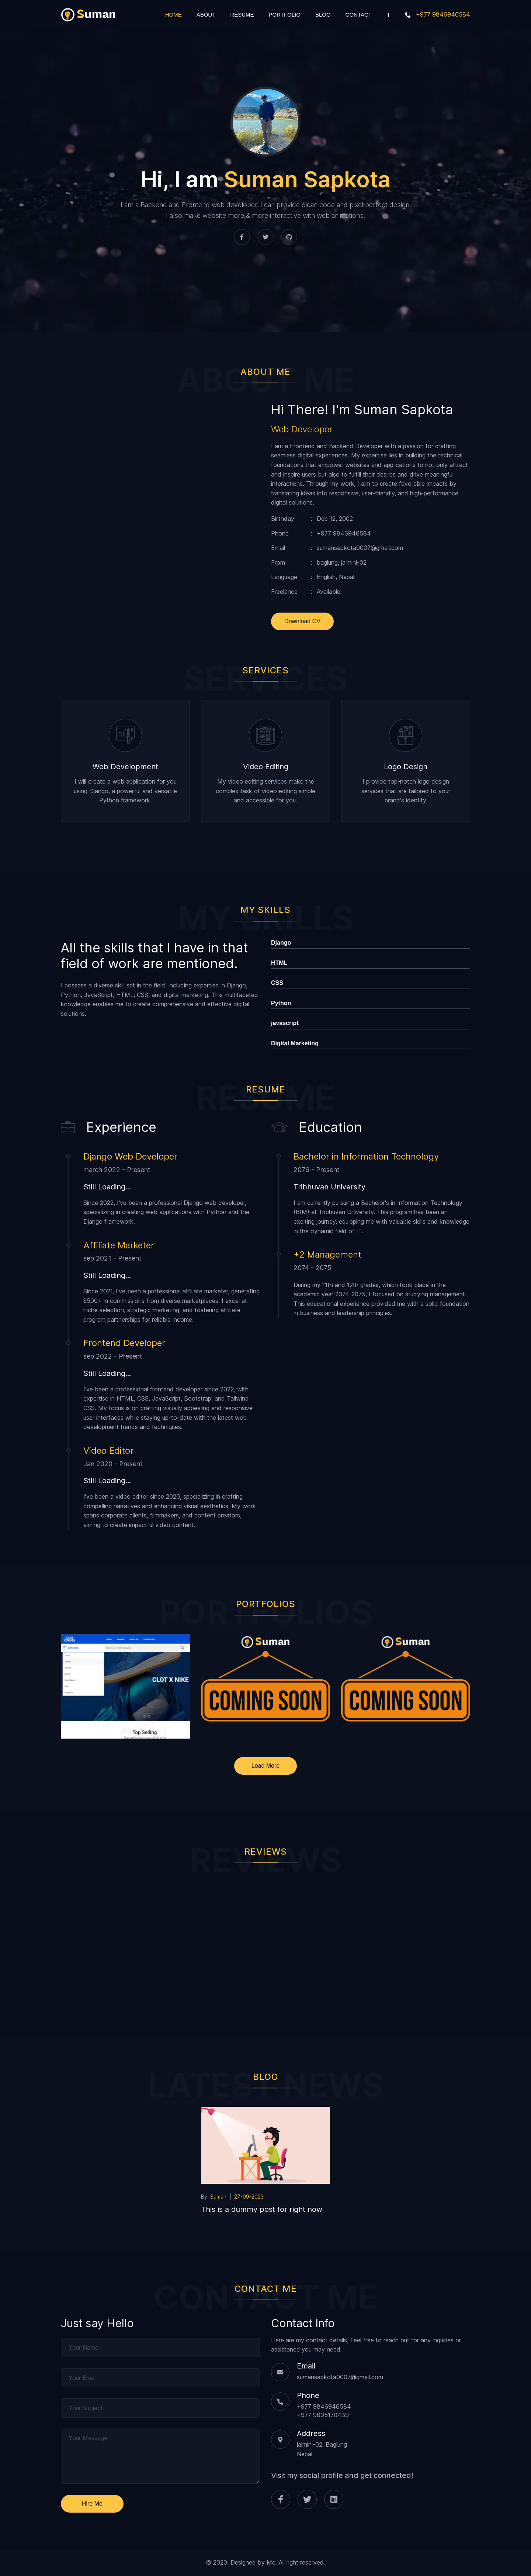 Suman
HOME ABOUT RESUME PORTFOLIO BLOG CONTACT | +977 9846946584
Hi, I am Suman Sapkota
I am a Backend and Frontend web developer. I can provide clean code and pixel perfect design.
I also make website more & more interactive with web animations.
ABOUT ME
ABOUT ME
Hi There! I'm Suman Sapkota
Web Developer
I am a Frontend and Backend Developer with a passion for crafting
seamless digital experiences. My expertise lies in building the technical
foundations that empower websites and applications to not only attract
and inspire users but also to fulfill their desires and drive meaningful
interactions. Through my work, I aim to create favorable impacts by
translating ideas into responsive, user-friendly, and high-performance
digital solutions.
Birthday : Dec 12, 2002
Phone : +977 9846946584
Email : sumansapkota0007@gmail.com
From : baglung, jaimini-02
Language : English, Nepali
Freelance : Available
Download CV
SERVICES
SERVICES
Web Development
I will create a web application for you
using Django, a powerful and versatile
Python framework.
Video Editing
My video editing services make the
complex task of video editing simple
and accessible for you.
Logo Design
I provide top-notch logo design
services that are tailored to your
brand's identity.
MY SKILLS
MY SKILLS
All the skills that I have in that
field of work are mentioned.
I possess a diverse skill set in the field, including expertise in Django,
Python, JavaScript, HTML, CSS, and digital marketing. This multifaceted
knowledge enables me to create comprehensive and effective digital
solutions.
Django
HTML
CSS
Python
javascript
Digital Marketing
RESUME
RESUME
Experience
Django Web Developer
march 2022 - Present
Still Loading...
Since 2022, I've been a professional Django web developer,
specializing in creating web applications with Python and the
Django framework.
Affiliate Marketer
sep 2021 - Present
Still Loading...
Since 2021, I've been a professional affiliate marketer, generating
$500+ in commissions from diverse marketplaces. I excel at
niche selection, strategic marketing, and fostering affiliate
program partnerships for reliable income.
Frontend Developer
sep 2022 - Present
Still Loading...
I've been a professional frontend developer since 2022, with
expertise in HTML, CSS, JavaScript, Bootstrap, and Tailwind
CSS. My focus is on crafting visually appealing and responsive
user interfaces while staying up-to-date with the latest web
development trends and techniques.
Video Editor
Jan 2020 - Present
Still Loading...
I've been a video editor since 2020, specializing in crafting
compelling narratives and enhancing visual aesthetics. My work
spans corporate clients, filmmakers, and content creators,
aiming to create impactful video content.
Education
Bachelor in Information Technology
2076 - Present
Tribhuvan University
I am currently pursuing a Bachelor's in Information Technology
(BIM) at Tribhuvan University. This program has been an
exciting journey, equipping me with valuable skills and knowledge
in the dynamic field of IT.
+2 Management
2074 - 2075
During my 11th and 12th grades, which took place in the
academic year 2074-2075, I focused on studying management.
This educational experience provided me with a solid foundation
in business and leadership principles.
PORTFOLIOS
PORTFOLIOS
CLOT X NIKE
Top Selling
Suman
COMING SOON
Suman
COMING SOON
Load More
REVIEWS
REVIEWS
LATEST NEWS
BLOG
By: Suman | 27-09-2023
This is a dummy post for right now
CONTACT ME
CONTACT ME
Just say Hello
Your Name
Your Email
Your Subject
Your Message
Hire Me
Contact Info
Here are my contact details, Feel free to reach out for any inquiries or
assistance you may need.
Email
sumansapkota0007@gmail.com
Phone
+977 9846946584
+977 9805170439
Address
jaimini-02, Baglung
Nepal
Visit my social profile and get connected!
© 2020. Designed by Me. All right reserved.